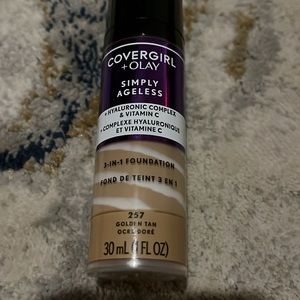 COVERGIRL
+OLAY
SIMPLY
AGELESS
+ HYALURONIC COMPLEX
& VITAMIN C
+ COMPLEXE HYALURONIQUE
ET VITAMINE C
3-IN-1 FOUNDATION
FOND DE TEINT 3 EN 1
257
GOLDEN TAN
OCRE DORÉ
30 mL (1 FL OZ)